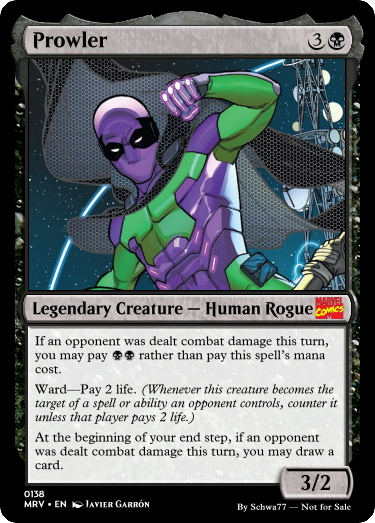 Prowler 3
Legendary Creature — Human Rogue MARVEL COMICS
If an opponent was dealt combat damage this turn,
you may pay rather than pay this spell's mana
cost.
Ward—Pay 2 life. (Whenever this creature becomes the
target of a spell or ability an opponent controls, counter it
unless that player pays 2 life.)
At the beginning of your end step, if an opponent
was dealt combat damage this turn, you may draw a
card.
3/2
0138
MRV • EN Javier Garrón
By Schwa77 — Not for Sale